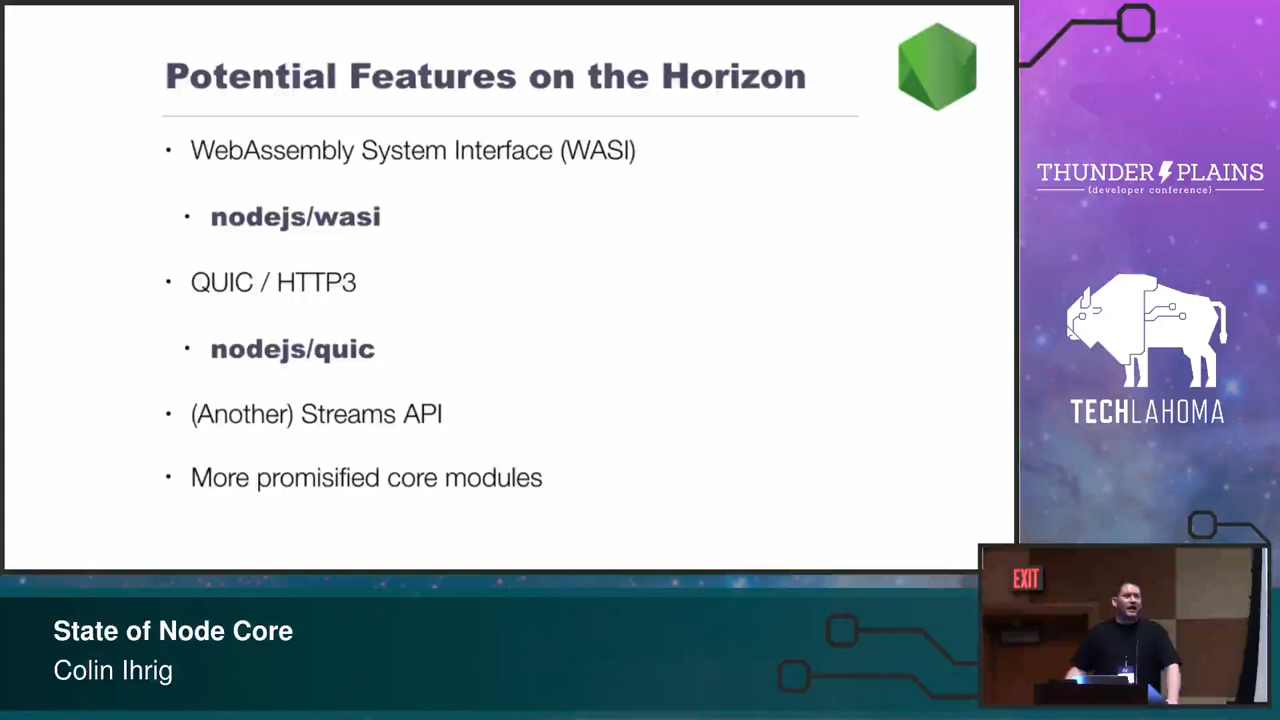 Potential Features on the Horizon
• WebAssembly System Interface (WASI)
• nodejs/wasi
• QUIC / HTTP3
• nodejs/quic
• (Another) Streams API
• More promisified core modules
THUNDER PLAINS
{developer conference}
TECHLAHOMA
EXIT
State of Node Core
Colin Ihrig